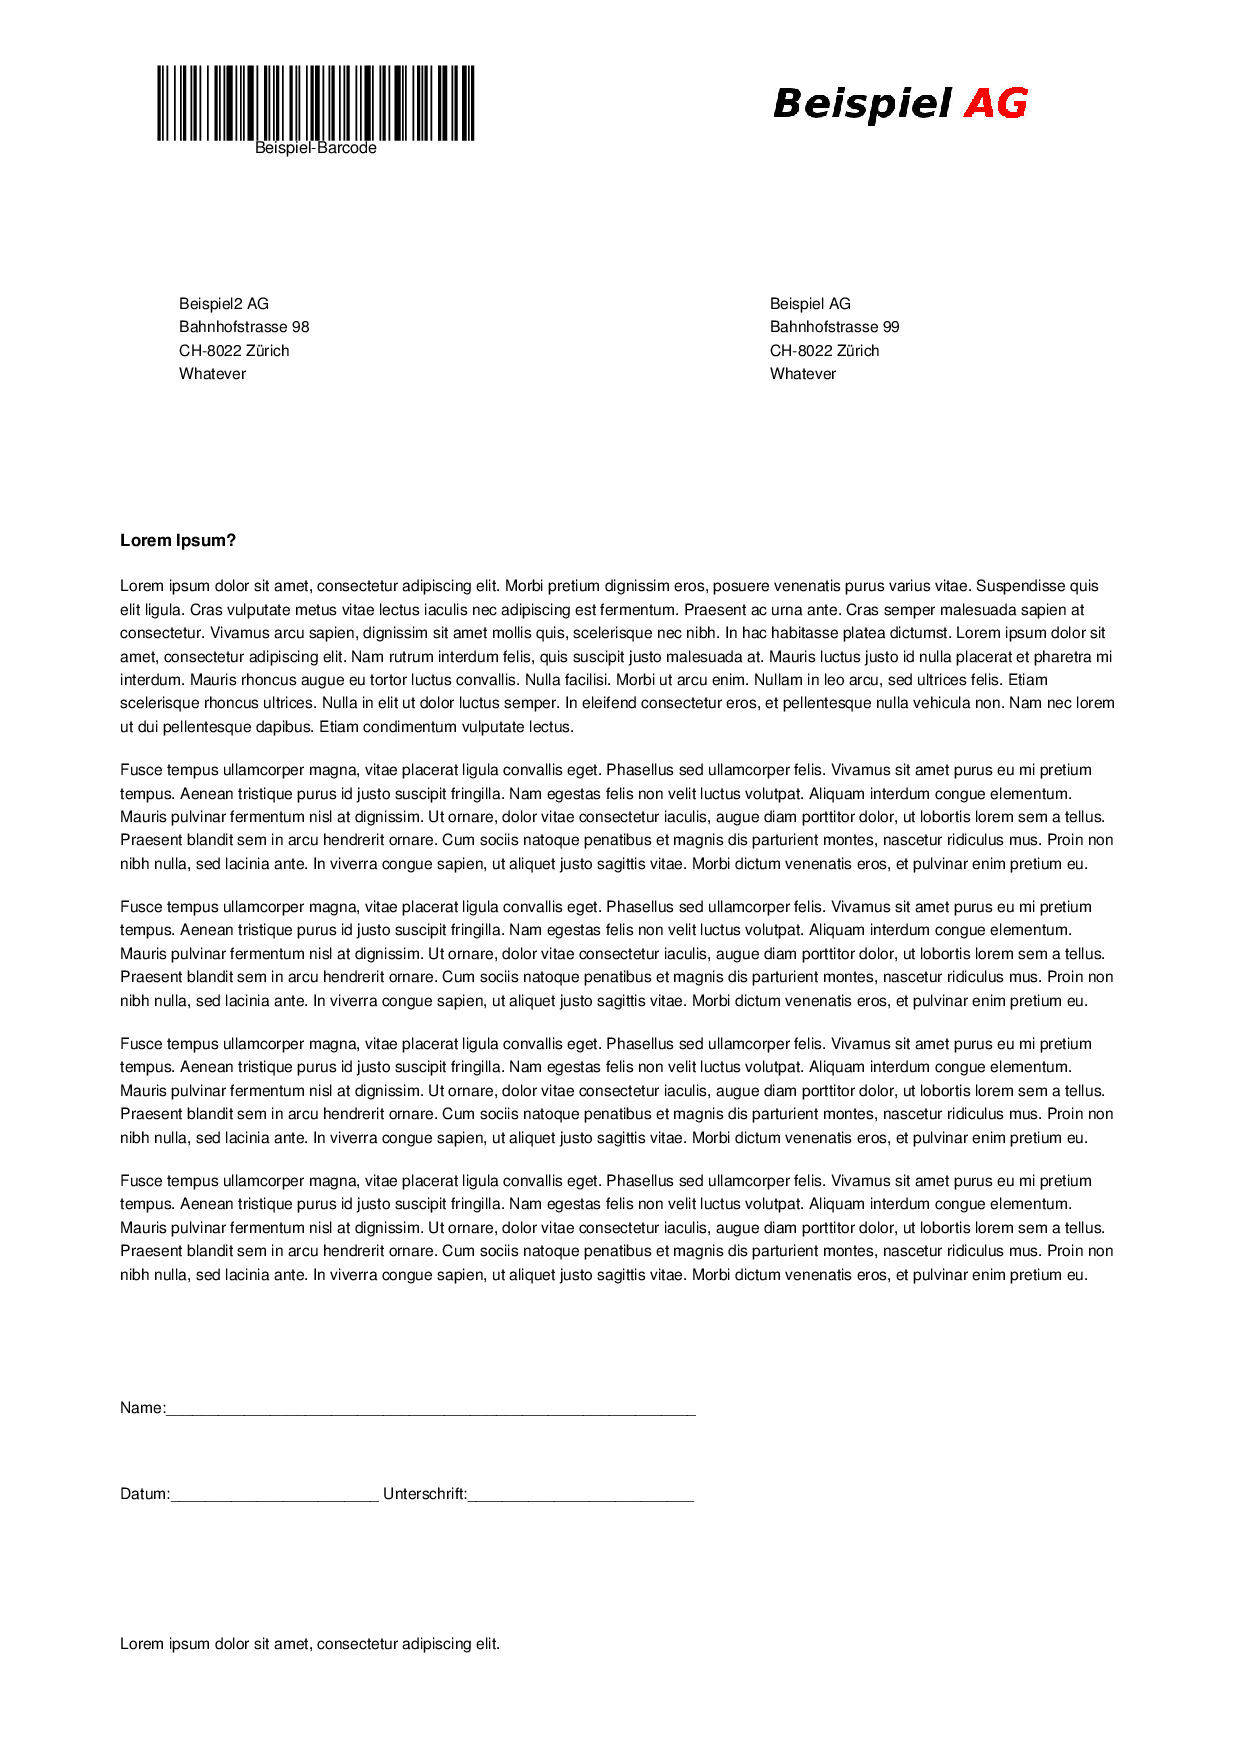 Beispiel-Barcode
Beispiel AG
Beispiel2 AG
Bahnhofstrasse 98
CH-8022 Zürich
Whatever
Beispiel AG
Bahnhofstrasse 99
CH-8022 Zürich
Whatever
Lorem Ipsum?
Lorem ipsum dolor sit amet, consectetur adipiscing elit. Morbi pretium dignissim eros, posuere venenatis purus varius vitae. Suspendisse quis
elit ligula. Cras vulputate metus vitae lectus iaculis nec adipiscing est fermentum. Praesent ac urna ante. Cras semper malesuada sapien at
consectetur. Vivamus arcu sapien, dignissim sit amet mollis quis, scelerisque nec nibh. In hac habitasse platea dictumst. Lorem ipsum dolor sit
amet, consectetur adipiscing elit. Nam rutrum interdum felis, quis suscipit justo malesuada at. Mauris luctus justo id nulla placerat et pharetra mi
interdum. Mauris rhoncus augue eu tortor luctus convallis. Nulla facilisi. Morbi ut arcu enim. Nullam in leo arcu, sed ultrices felis. Etiam
scelerisque rhoncus ultrices. Nulla in elit ut dolor luctus semper. In eleifend consectetur eros, et pellentesque nulla vehicula non. Nam nec lorem
ut dui pellentesque dapibus. Etiam condimentum vulputate lectus.
Fusce tempus ullamcorper magna, vitae placerat ligula convallis eget. Phasellus sed ullamcorper felis. Vivamus sit amet purus eu mi pretium
tempus. Aenean tristique purus id justo suscipit fringilla. Nam egestas felis non velit luctus volutpat. Aliquam interdum congue elementum.
Mauris pulvinar fermentum nisl at dignissim. Ut ornare, dolor vitae consectetur iaculis, augue diam porttitor dolor, ut lobortis lorem sem a tellus.
Praesent blandit sem in arcu hendrerit ornare. Cum sociis natoque penatibus et magnis dis parturient montes, nascetur ridiculus mus. Proin non
nibh nulla, sed lacinia ante. In viverra congue sapien, ut aliquet justo sagittis vitae. Morbi dictum venenatis eros, et pulvinar enim pretium eu.
Fusce tempus ullamcorper magna, vitae placerat ligula convallis eget. Phasellus sed ullamcorper felis. Vivamus sit amet purus eu mi pretium
tempus. Aenean tristique purus id justo suscipit fringilla. Nam egestas felis non velit luctus volutpat. Aliquam interdum congue elementum.
Mauris pulvinar fermentum nisl at dignissim. Ut ornare, dolor vitae consectetur iaculis, augue diam porttitor dolor, ut lobortis lorem sem a tellus.
Praesent blandit sem in arcu hendrerit ornare. Cum sociis natoque penatibus et magnis dis parturient montes, nascetur ridiculus mus. Proin non
nibh nulla, sed lacinia ante. In viverra congue sapien, ut aliquet justo sagittis vitae. Morbi dictum venenatis eros, et pulvinar enim pretium eu.
Fusce tempus ullamcorper magna, vitae placerat ligula convallis eget. Phasellus sed ullamcorper felis. Vivamus sit amet purus eu mi pretium
tempus. Aenean tristique purus id justo suscipit fringilla. Nam egestas felis non velit luctus volutpat. Aliquam interdum congue elementum.
Mauris pulvinar fermentum nisl at dignissim. Ut ornare, dolor vitae consectetur iaculis, augue diam porttitor dolor, ut lobortis lorem sem a tellus.
Praesent blandit sem in arcu hendrerit ornare. Cum sociis natoque penatibus et magnis dis parturient montes, nascetur ridiculus mus. Proin non
nibh nulla, sed lacinia ante. In viverra congue sapien, ut aliquet justo sagittis vitae. Morbi dictum venenatis eros, et pulvinar enim pretium eu.
Fusce tempus ullamcorper magna, vitae placerat ligula convallis eget. Phasellus sed ullamcorper felis. Vivamus sit amet purus eu mi pretium
tempus. Aenean tristique purus id justo suscipit fringilla. Nam egestas felis non velit luctus volutpat. Aliquam interdum congue elementum.
Mauris pulvinar fermentum nisl at dignissim. Ut ornare, dolor vitae consectetur iaculis, augue diam porttitor dolor, ut lobortis lorem sem a tellus.
Praesent blandit sem in arcu hendrerit ornare. Cum sociis natoque penatibus et magnis dis parturient montes, nascetur ridiculus mus. Proin non
nibh nulla, sed lacinia ante. In viverra congue sapien, ut aliquet justo sagittis vitae. Morbi dictum venenatis eros, et pulvinar enim pretium eu.
Name:
Datum: Unterschrift:
Lorem ipsum dolor sit amet, consectetur adipiscing elit.